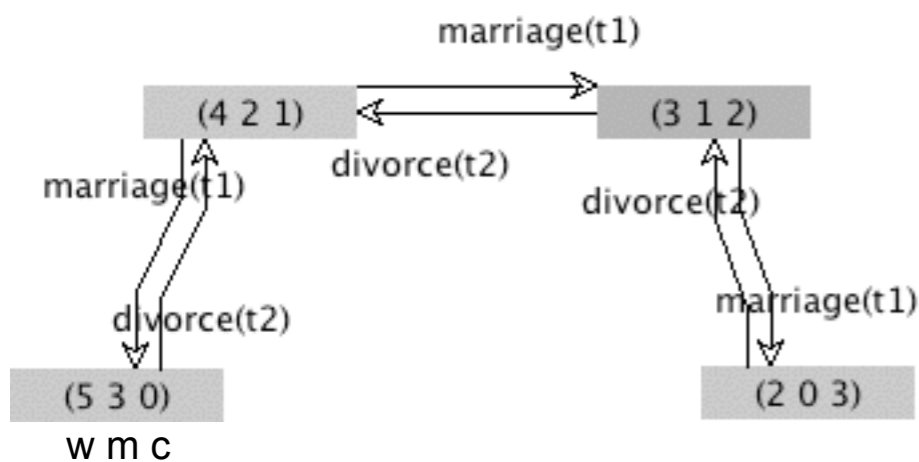 marriage(t1)
(4 2 1)
(3 1 2)
divorce(t2)
marriage(t1)
divorce(t2)
divorce(t2)
marriage(t1)
(5 3 0)
(2 0 3)
w m c